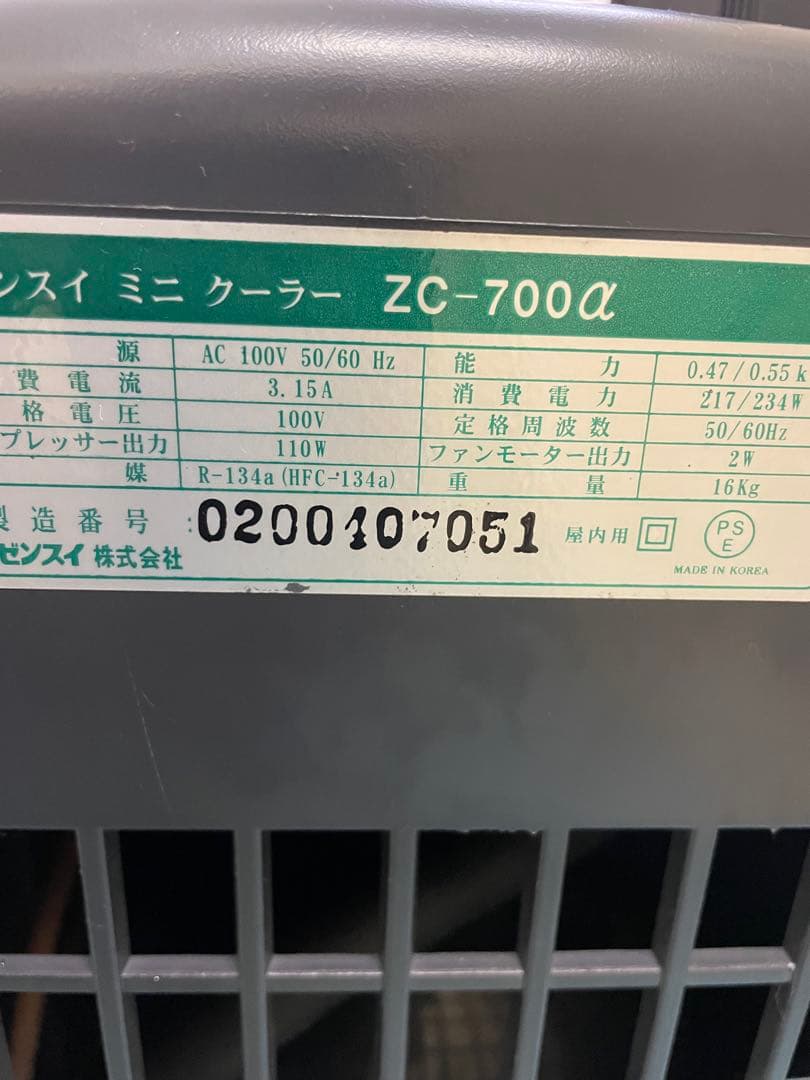 ンスイ ミニ クーラー ZC-700α
源 AC 100V 50/60 Hz 能力 0.47/0.55 k
費電流 3.15A 消費電力 217/234W
格電圧 100V 定格周波数 50/60Hz
プレッサー出力 110W ファンモーター出力 2W
媒 R-134a(HFC-134a) 重量 16Kg
製造番号 : 0200407051 屋内用 PSE
ゼンスイ 株式会社 MADE IN KOREA